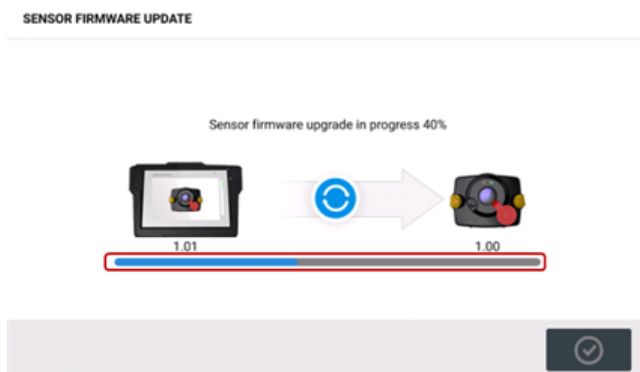 SENSOR FIRMWARE UPDATE
Sensor firmware upgrade in progress 40%
1.01
1.00